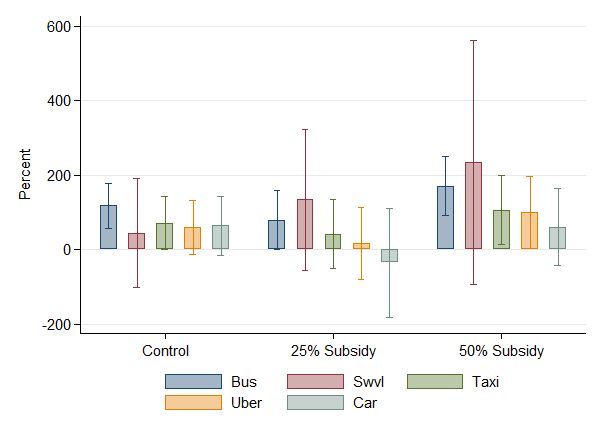 600
400
200
0
-200
Percent
Control 25% Subsidy 50% Subsidy
Bus Swvl Taxi
Uber Car